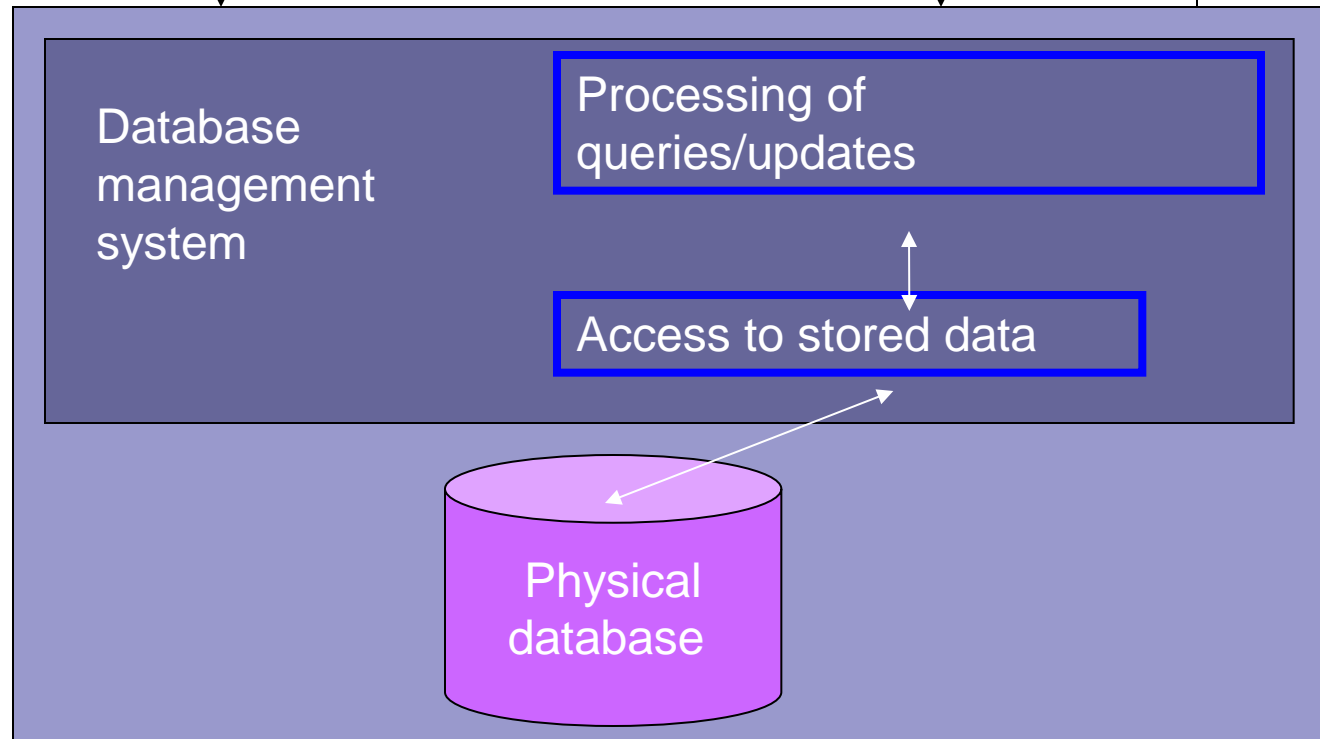 Database
management
system
Processing of
queries/updates
Access to stored data
Physical
database